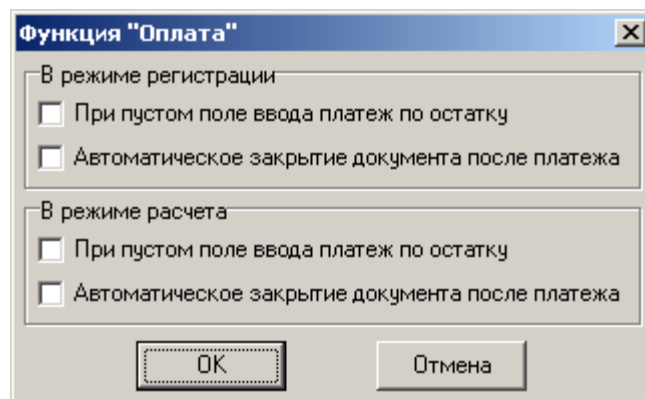 Функция "Оплата"
В режиме регистрации
При пустом поле ввода платеж по остатку
Автоматическое закрытие документа после платежа
В режиме расчета
При пустом поле ввода платеж по остатку
Автоматическое закрытие документа после платежа
OK
Отмена